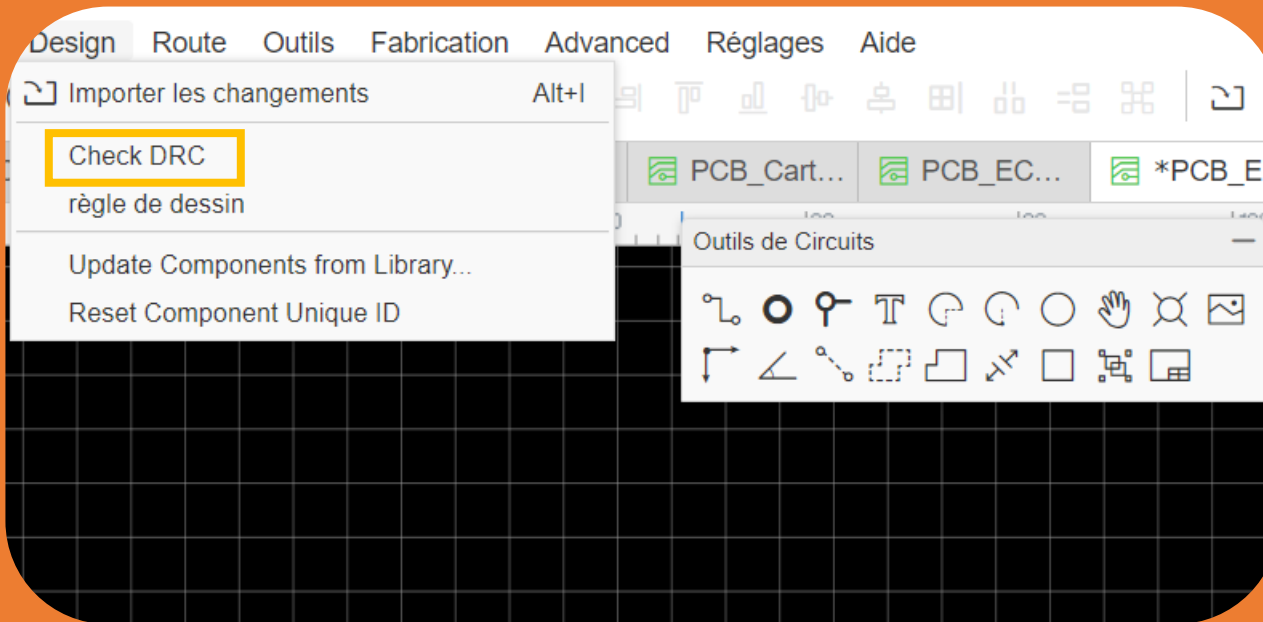 Design Route Outils Fabrication Advanced Réglages Aide
Importer les changements Alt+I
Check DRC
PCB_Cart... PCB_EC... *PCB_E
règle de dessin
Outils de Circuits
Update Components from Library...
Reset Component Unique ID
T